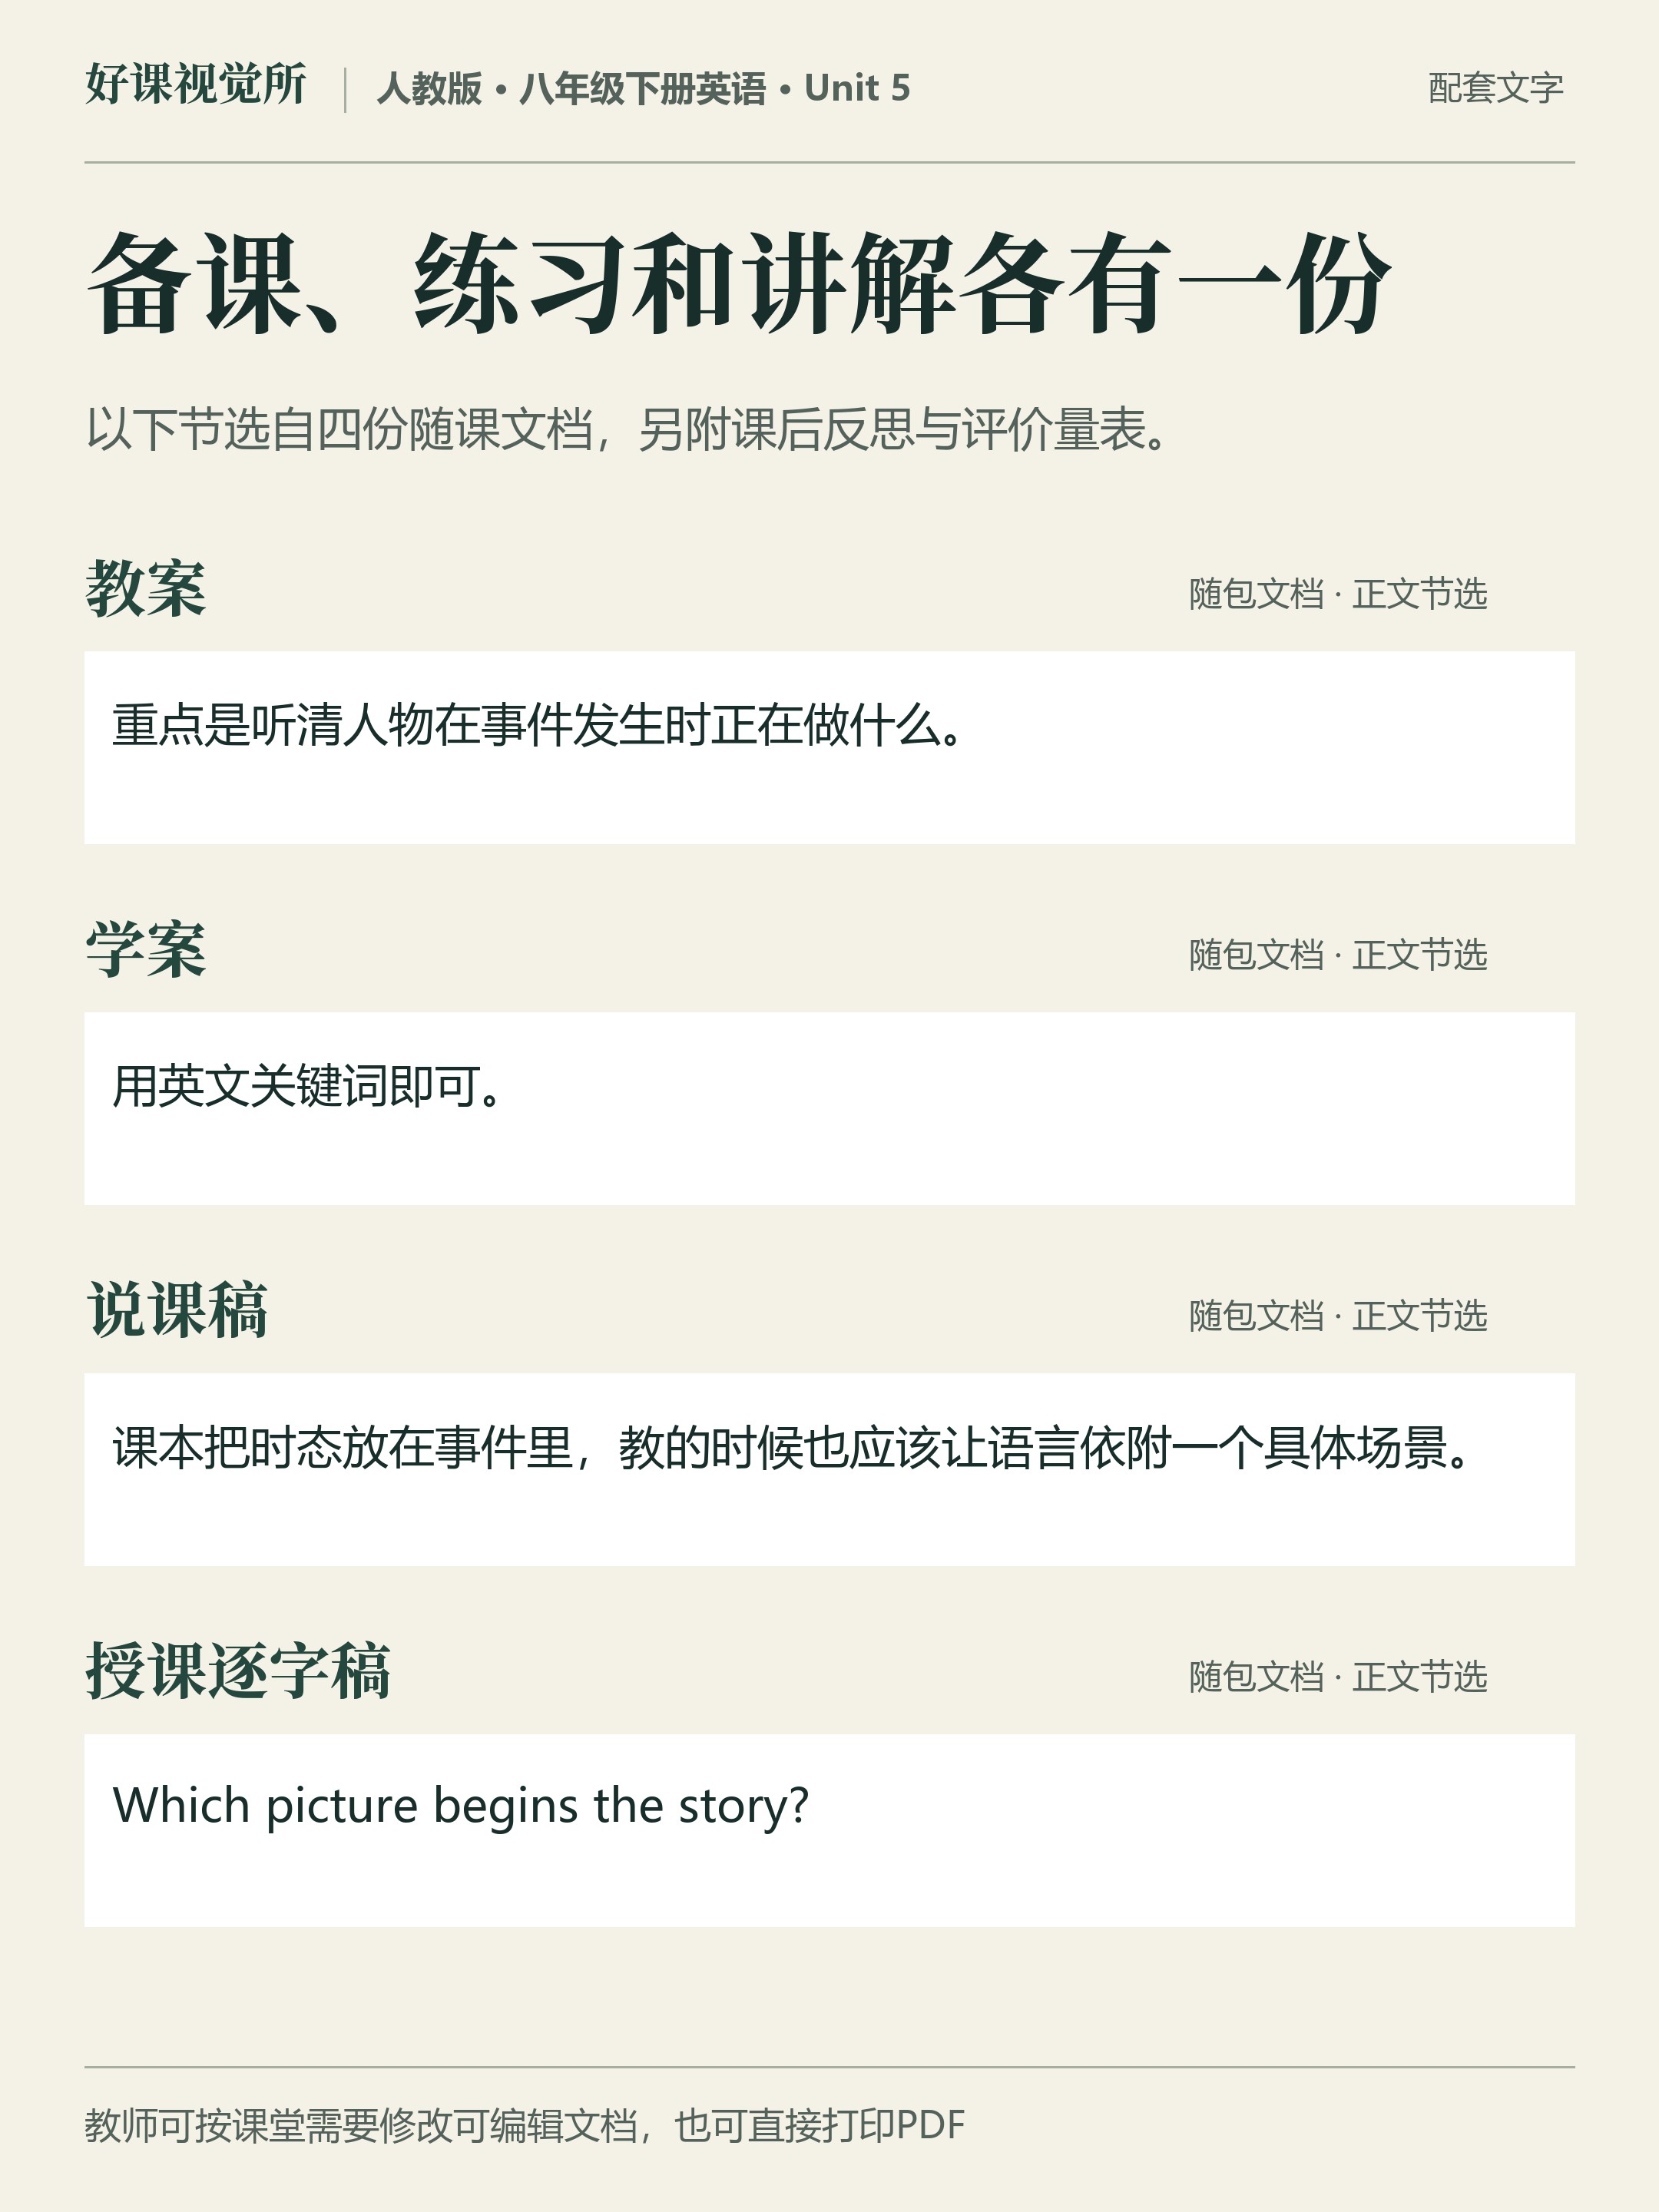 好课视觉所 | 人教版·八年级下册英语·Unit 5 配套文字
备课、练习和讲解各有一份
以下节选自四份随课文档，另附课后反思与评价量表。
教案 随包文档·正文节选
重点是听清人物在事件发生时正在做什么。
学案 随包文档·正文节选
用英文关键词即可。
说课稿 随包文档·正文节选
课本把时态放在事件里，教的时候也应该让语言依附一个具体场景。
授课逐字稿 随包文档·正文节选
Which picture begins the story?
教师可按课堂需要修改可编辑文档，也可直接打印PDF